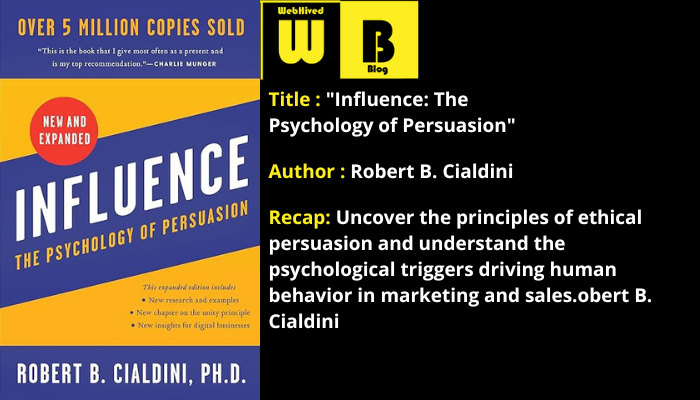 OVER 5 MILLION COPIES SOLD
"This is the book that I give most often as a present and
is my top recommendation."—CHARLIE MUNGER
NEW AND
EXPANDED
INFLUENCE
THE PSYCHOLOGY OF PERSUASION
This expanded edition includes
• New research and examples
• New chapter on the unity principle
• New insights for digital businesses
ROBERT B. CIALDINI, PH.D.
WebHived
W
B
Blog
Title : "Influence: The
Psychology of Persuasion"
Author : Robert B. Cialdini
Recap: Uncover the principles of ethical
persuasion and understand the
psychological triggers driving human
behavior in marketing and sales.obert B.
Cialdini